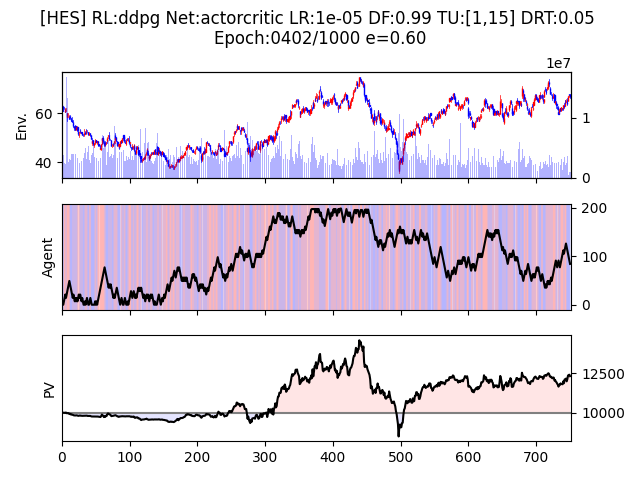 [HES] RL:ddpg Net:actorcritic LR:1e-05 DF:0.99 TU:[1,15] DRT:0.05
Epoch:0402/1000 e=0.60
1e7
Env.
60
40
1
0
Agent
200
100
0
PV
12500
10000
0 100 200 300 400 500 600 700